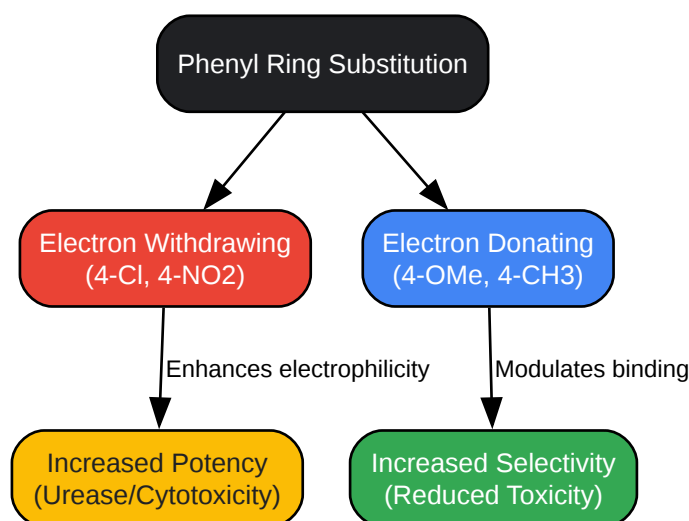 Phenyl Ring Substitution
Electron Withdrawing
(4-Cl, 4-NO2)
Electron Donating
(4-OMe, 4-CH3)
Enhances electrophilicity
Modulates binding
Increased Potency
(Urease/Cytotoxicity)
Increased Selectivity
(Reduced Toxicity)